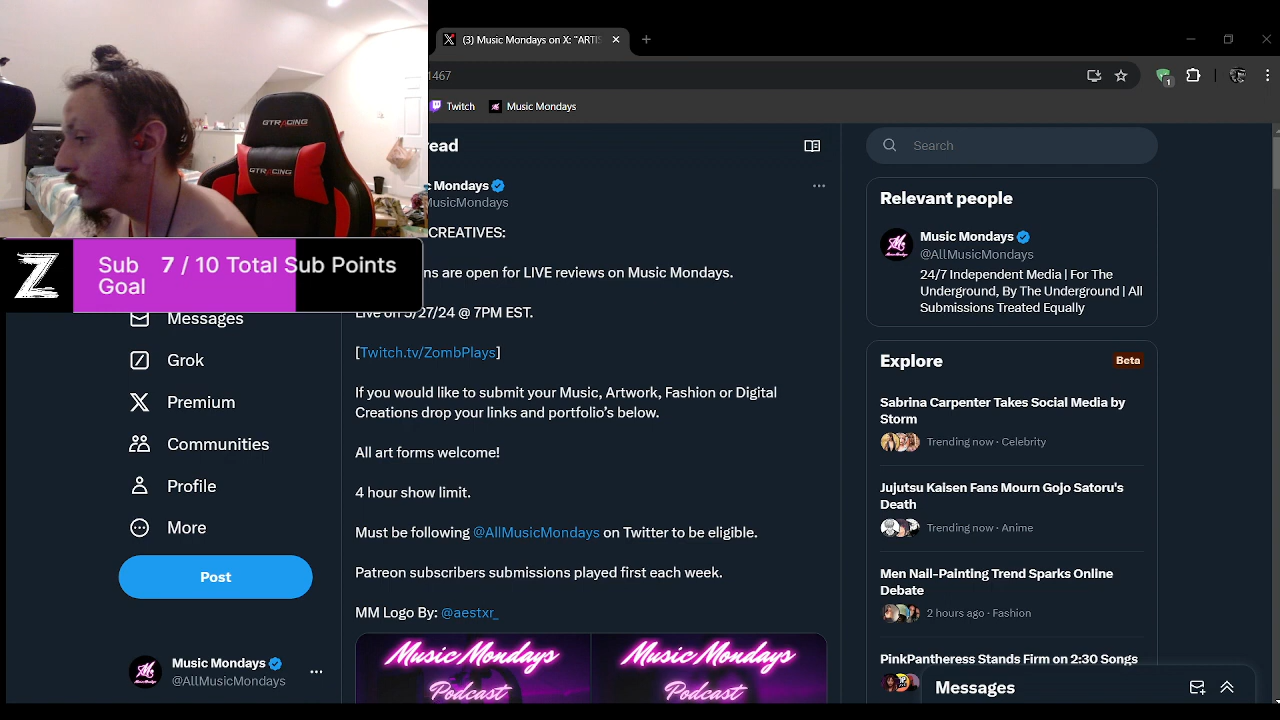 (3) Music Mondays on X: "ARTIS
1467
Twitch
Music Mondays
GTRACING
GTRACING
Sub Goal
7 / 10 Total Sub Points
read
c Mondays
MusicMondays
CREATIVES:
ns are open for LIVE reviews on Music Mondays.
Live on 5/27/24 @ 7PM EST.
[Twitch.tv/ZombPlays]
If you would like to submit your Music, Artwork, Fashion or Digital
Creations drop your links and portfolio's below.
All art forms welcome!
4 hour show limit.
Must be following @AllMusicMondays on Twitter to be eligible.
Patreon subscribers submissions played first each week.
MM Logo By: @aestxr_
Music Mondays
Podcast
Music Mondays
Podcast
Messages
Grok
Premium
Communities
Profile
More
Post
Music Mondays
@AllMusicMondays
Search
Relevant people
Music Mondays
@AllMusicMondays
24/7 Independent Media | For The
Underground, By The Underground | All
Submissions Treated Equally
Explore
Beta
Sabrina Carpenter Takes Social Media by
Storm
Trending now · Celebrity
Jujutsu Kaisen Fans Mourn Gojo Satoru's
Death
Trending now · Anime
Men Nail-Painting Trend Sparks Online
Debate
2 hours ago · Fashion
PinkPantheress Stands Firm on 2:30 Songs
Messages